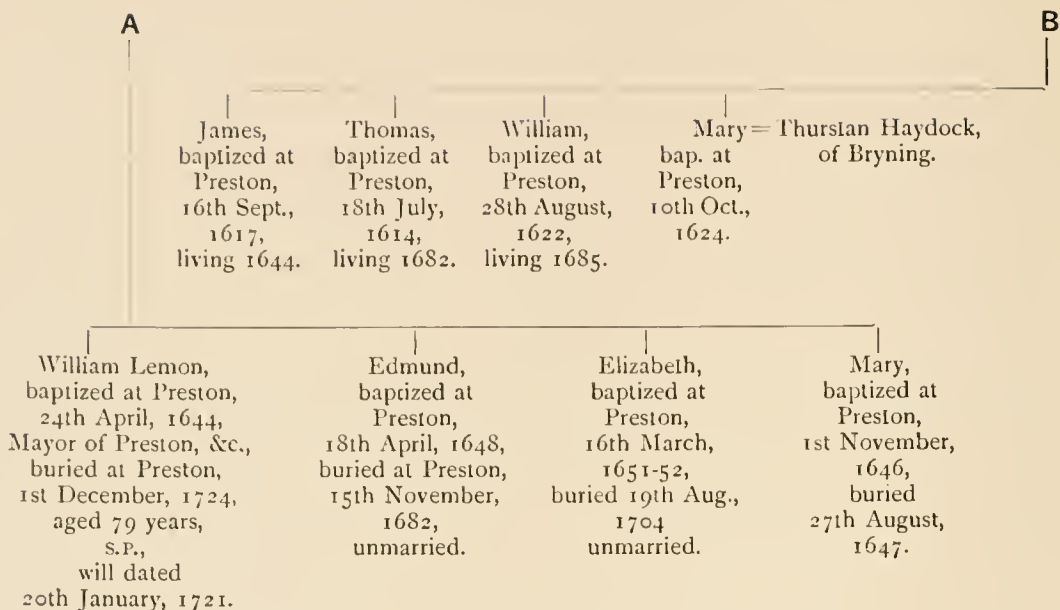 A
B
James,
baptized at
Preston,
16th Sept.,
1617,
living 1644.
Thomas,
baptized at
Preston,
18th July,
1614,
living 1682.
William,
baptized at
Preston,
28th August,
1622,
living 1685.
Mary = Thurstan Haydock,
bap. at of Bryning.
Preston,
10th Oct.,
1624.
William Lemon,
baptized at Preston,
24th April, 1644,
Mayor of Preston, &c.,
buried at Preston,
1st December, 1724,
aged 79 years,
S.P.,
will dated
20th January, 1721.
Edmund,
baptized at
Preston,
18th April, 1648,
buried at Preston,
15th November,
1682,
unmarried.
Elizabeth,
baptized at
Preston,
16th March,
1651-52,
buried 19th Aug.,
1704
unmarried.
Mary,
baptized at
Preston,
1st November,
1646,
buried
27th August,
1647.